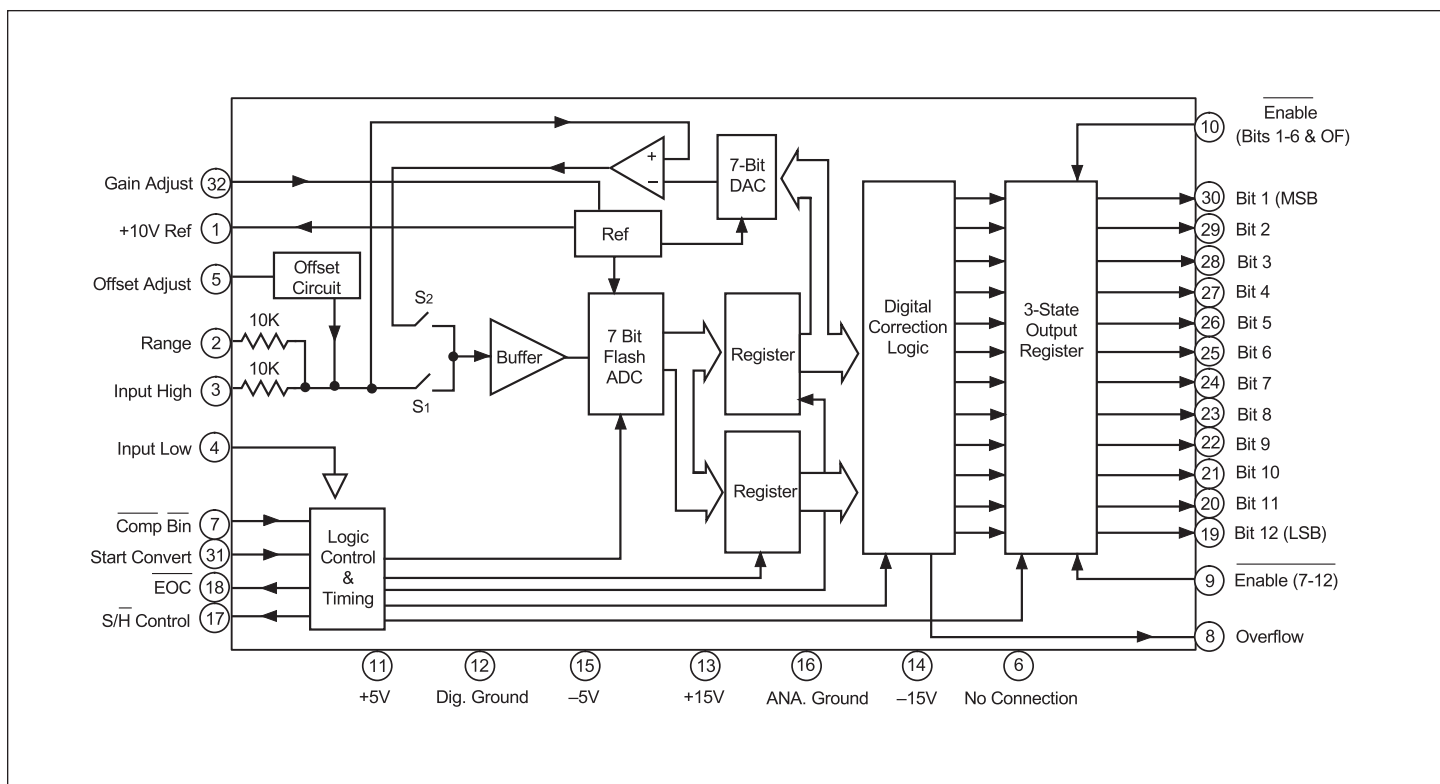 Enable
10
(Bits 1-6 & OF)
+
–
7-Bit
DAC
Gain Adjust 32
+10V Ref 1
Ref
Offset Adjust 5
Offset
Circuit
Range 2
10K
Input High 3
10K
S2
S1
Buffer
7 Bit
Flash
ADC
Register
Register
Input Low 4
Comp Bin 7
Start Convert 31
EOC 18
S/H Control 17
Logic
Control
&
Timing
Digital
Correction
Logic
3-State
Output
Register
30 Bit 1 (MSB
29 Bit 2
28 Bit 3
27 Bit 4
26 Bit 5
25 Bit 6
24 Bit 7
23 Bit 8
22 Bit 9
21 Bit 10
20 Bit 11
19 Bit 12 (LSB)
9 Enable (7-12)
8 Overflow
11
+5V
12
Dig. Ground
15
–5V
13
+15V
16
ANA. Ground
14
–15V
6
No Connection